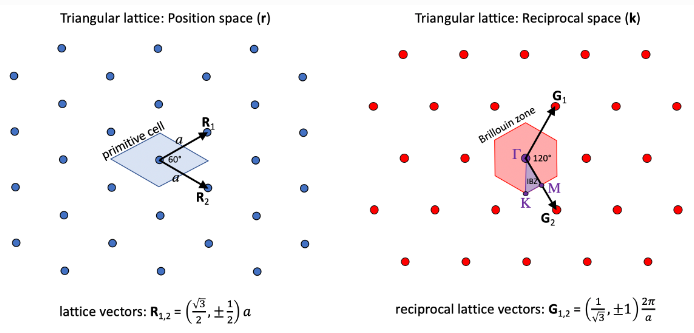 Triangular lattice: Position space (r)
primitive cell
a
R₁
60°
a
R₂
lattice vectors: R₁,₂ = (√3/2, ±1/2) a
Triangular lattice: Reciprocal space (k)
G₁
Brillouin zone
Γ
120°
IBZ
M
K
G₂
reciprocal lattice vectors: G₁,₂ = (1/√3, ±1) 2π/a